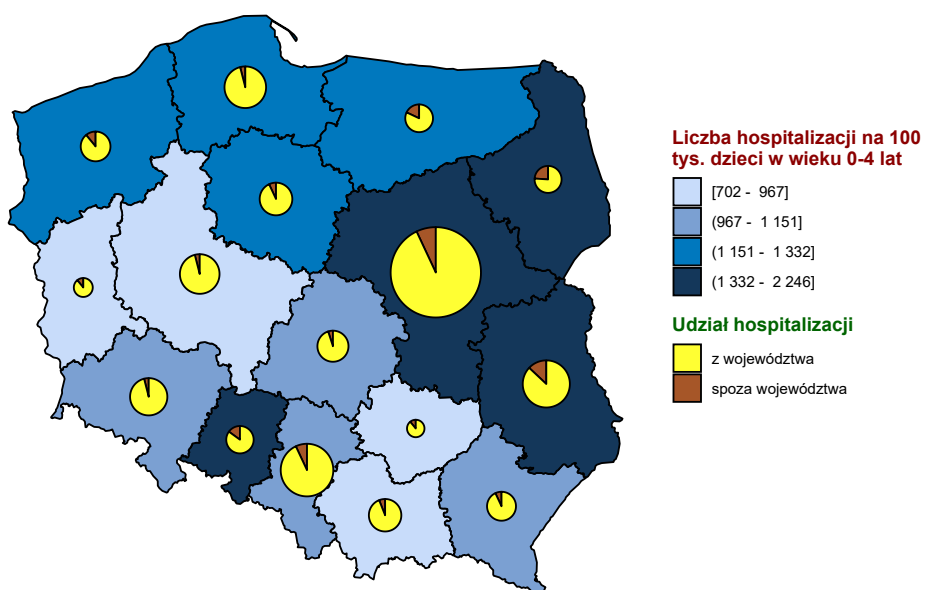 Liczba hospitalizacji na 100
tys. dzieci w wieku 0-4 lat
[702 - 967]
(967 - 1 151]
(1 151 - 1 332]
(1 332 - 2 246]
Udział hospitalizacji
z województwa
spoza województwa